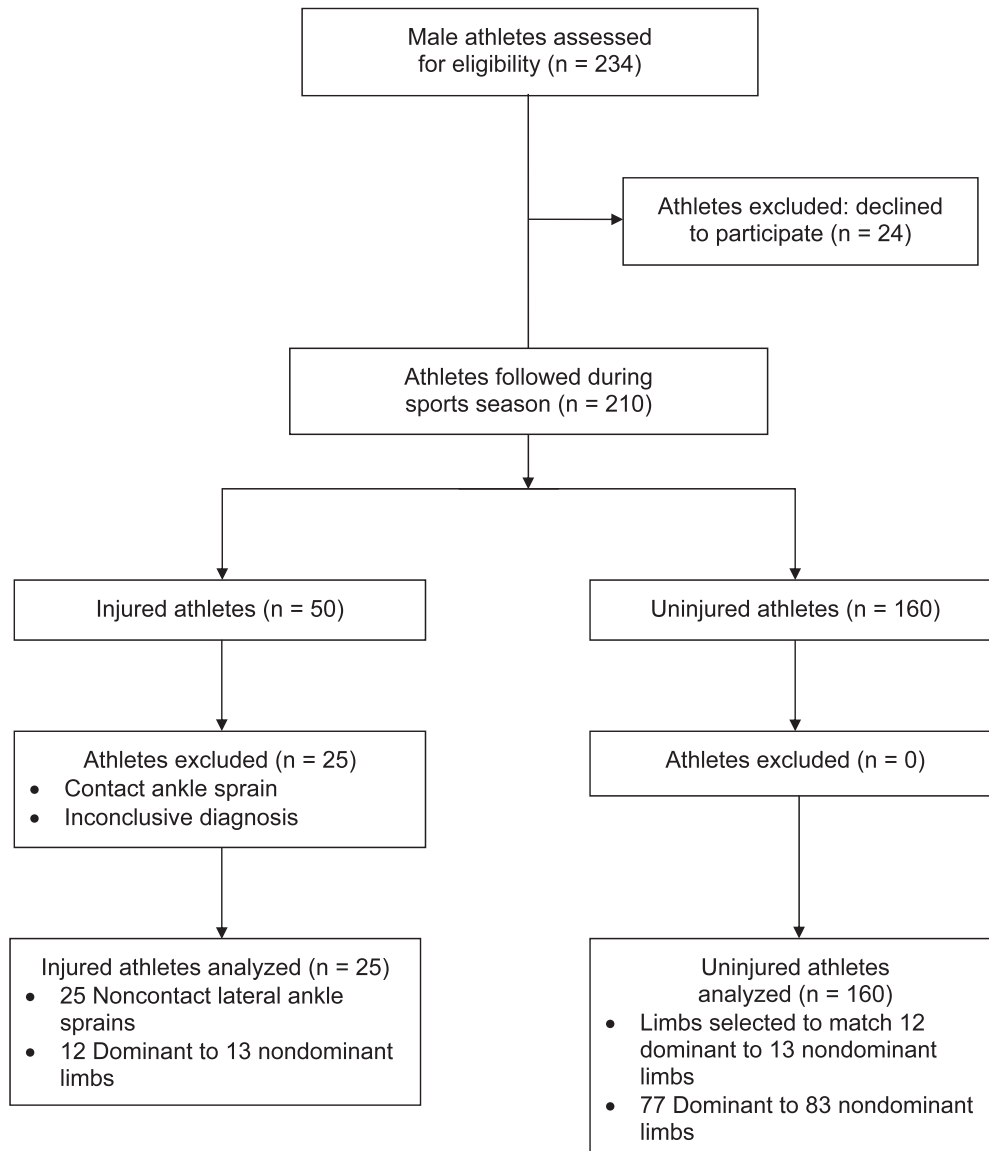 Male athletes assessed
for eligibility (n = 234)
Athletes excluded: declined
to participate (n = 24)
Athletes followed during
sports season (n = 210)
Injured athletes (n = 50)
Uninjured athletes (n = 160)
Athletes excluded (n = 25)
• Contact ankle sprain
• Inconclusive diagnosis
Athletes excluded (n = 0)
Injured athletes analyzed (n = 25)
• 25 Noncontact lateral ankle
sprains
• 12 Dominant to 13 nondominant
limbs
Uninjured athletes
analyzed (n = 160)
• Limbs selected to match 12
dominant to 13 nondominant
limbs
• 77 Dominant to 83 nondominant
limbs